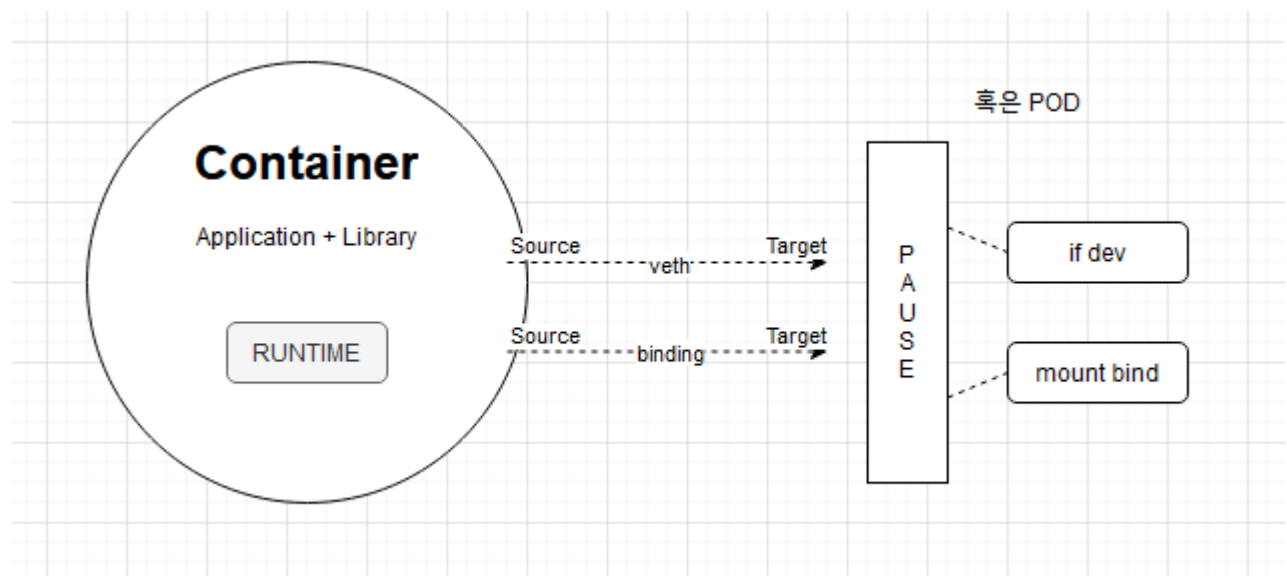 혹은 POD
Container
Application + Library
Source
veth
Target
if dev
RUNTIME
Source
binding
Target
mount bind
P
A
U
S
E